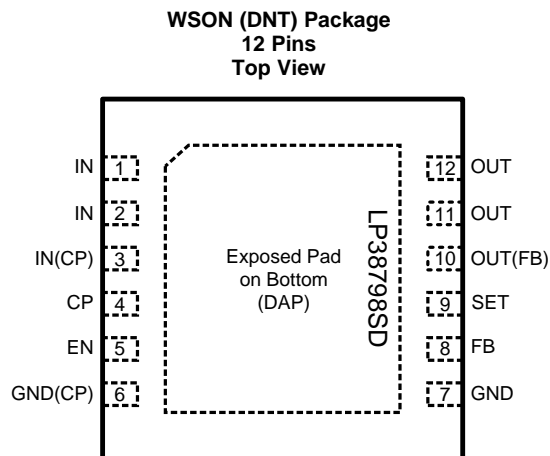 WSON (DNT) Package
12 Pins
Top View
IN 1
IN 2
IN(CP) 3
CP 4
EN 5
GND(CP) 6
Exposed Pad
on Bottom
(DAP)
LP38798SD
12 OUT
11 OUT
10 OUT(FB)
9 SET
8 FB
7 GND